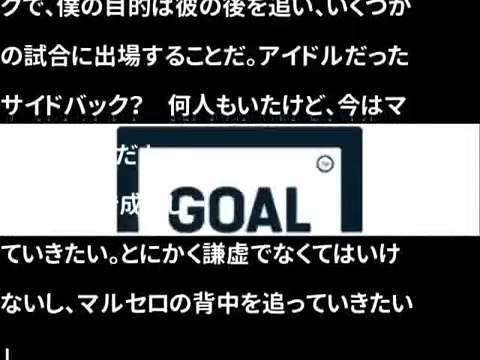 クで、僕の目的は彼の後を追い、いくつか
の試合に出場することだ。アイドルだった
サイドバック？　何人もいたけど、今はマ
だ
GOAL
成
ていきたい。とにかく謙虚でなくてはいけ
ないし、マルセロの背中を追っていきたい